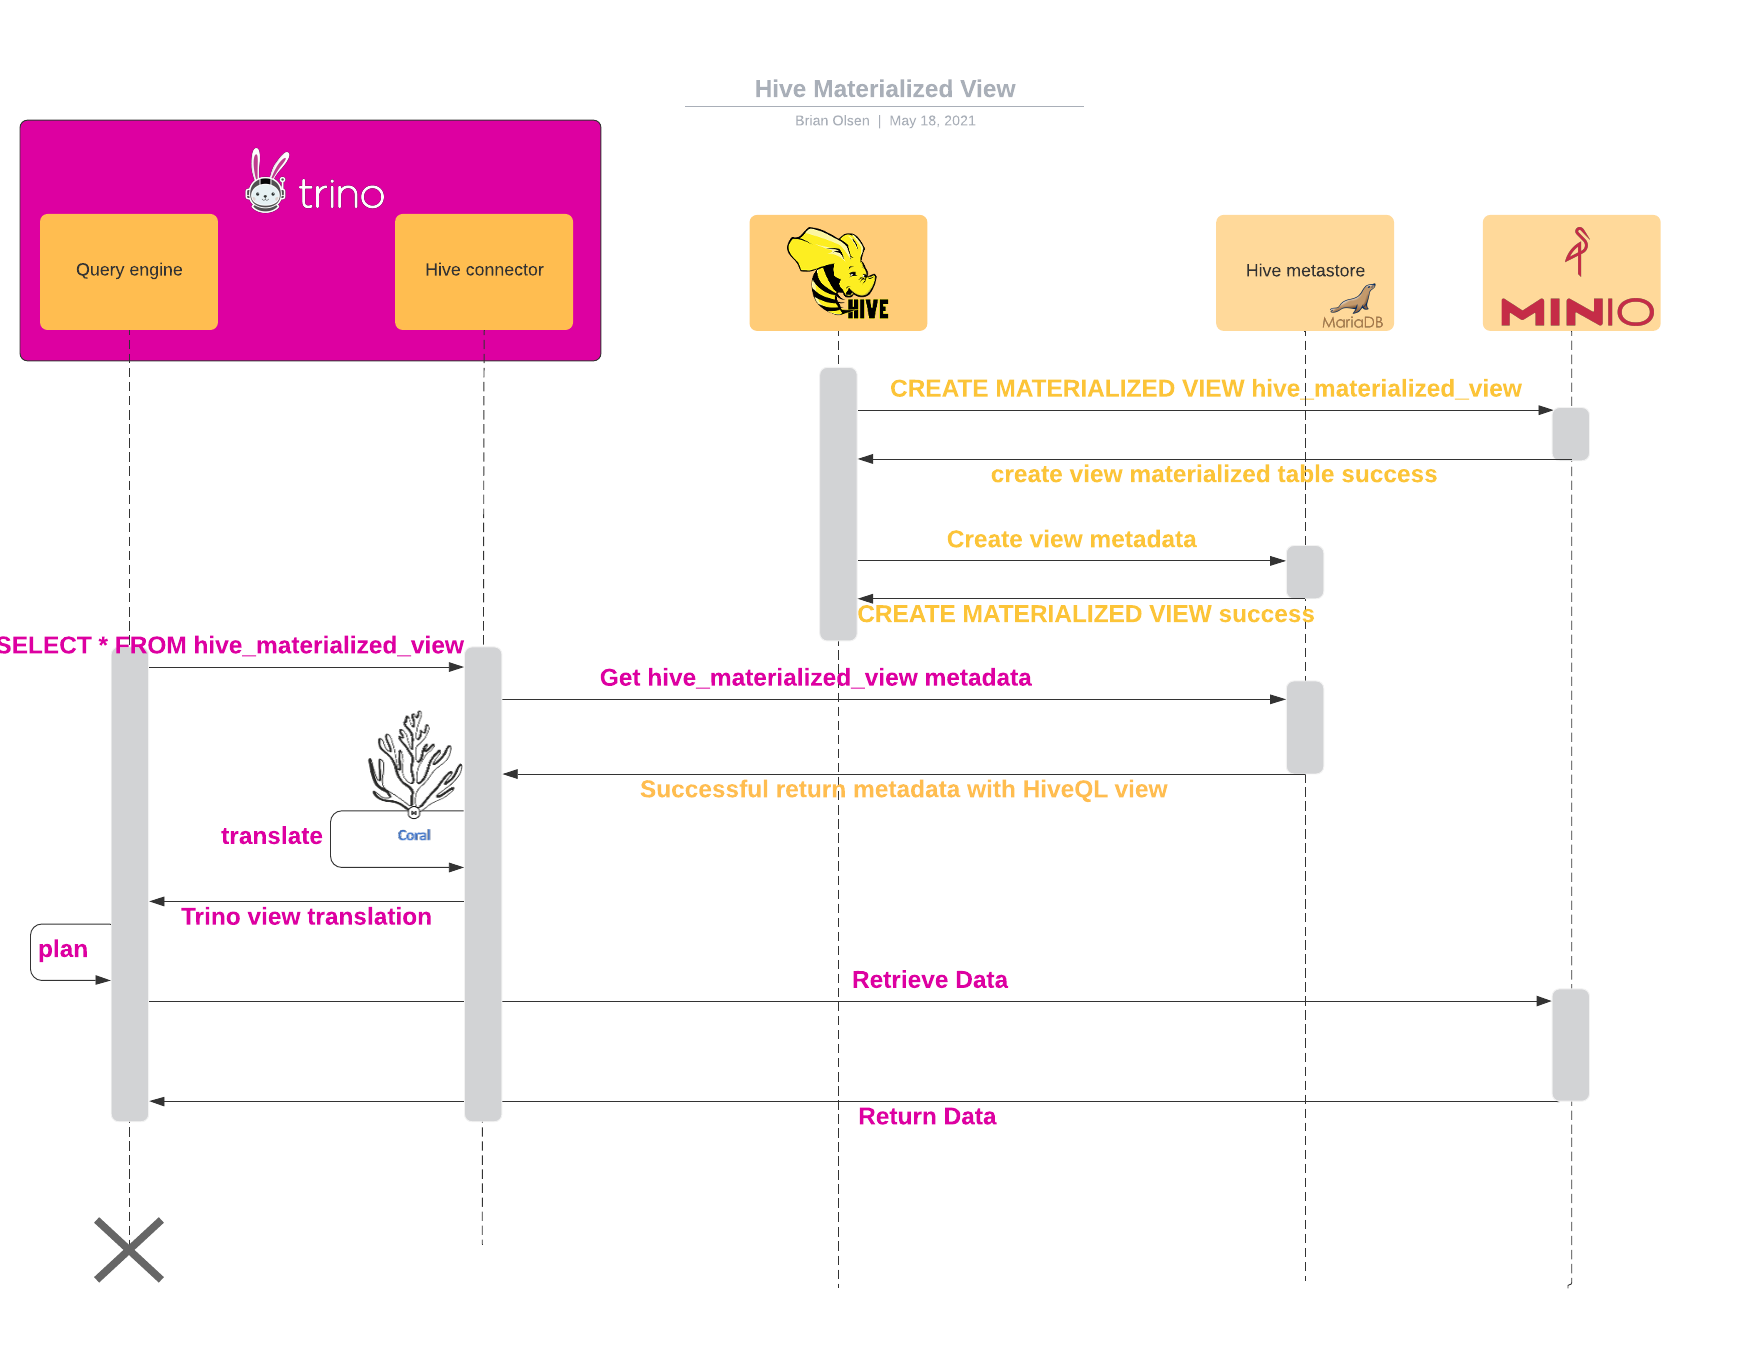 Hive Materialized View
Brian Olsen | May 18, 2021
trino
Query engine
Hive connector
HIVE
Hive metastore
MariaDB
MINIO
CREATE MATERIALIZED VIEW hive_materialized_view
create view materialized table success
Create view metadata
CREATE MATERIALIZED VIEW success
SELECT * FROM hive_materialized_view
Get hive_materialized_view metadata
Successful return metadata with HiveQL view
Coral
translate
Trino view translation
plan
Retrieve Data
Return Data